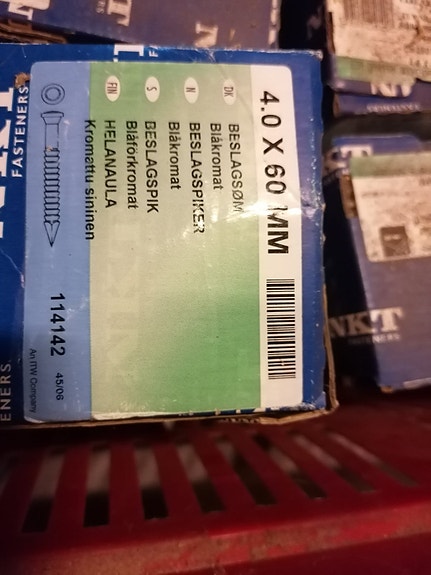 4.0 X 60 MM
DK BESLAGSØM
Blåkromat
N BESLAGSPIKER
Blåkromat
S BESLAGSPIK
Blåförkromat
FIN HELANAULA
Kromattu sininen
114142 45/06
An ITW Company
NKT
FASTENERS
NKT